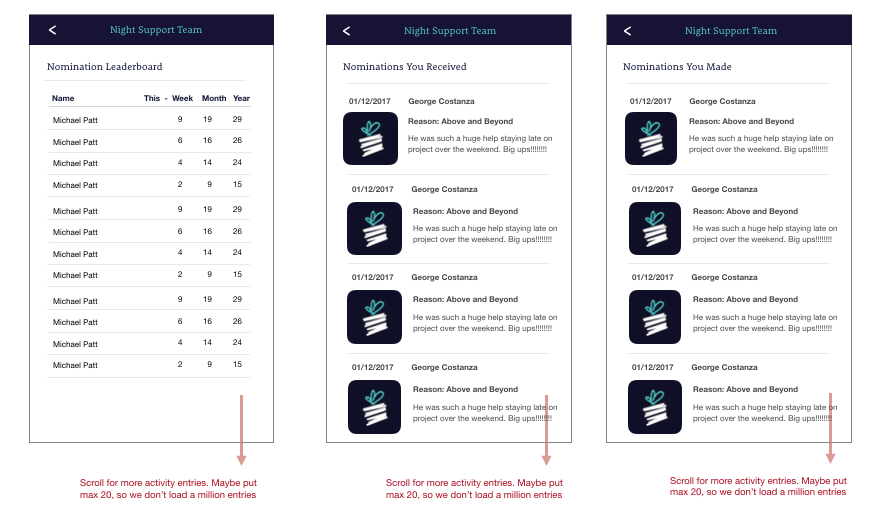 Night Support Team
Nomination Leaderboard
Name This - Week Month Year
Michael Patt 9 19 29
Michael Patt 6 16 26
Michael Patt 4 14 24
Michael Patt 2 9 15
Michael Patt 9 19 29
Michael Patt 6 16 26
Michael Patt 4 14 24
Michael Patt 2 9 15
Michael Patt 9 19 29
Michael Patt 6 16 26
Michael Patt 4 14 24
Michael Patt 2 9 15
Scroll for more activity entries. Maybe put
max 20, so we don't load a million entries
Night Support Team
Nominations You Received
01/12/2017 George Costanza
Reason: Above and Beyond
He was such a huge help staying late on
project over the weekend. Big ups!!!!!!!!
01/12/2017 George Costanza
Reason: Above and Beyond
He was such a huge help staying late on
project over the weekend. Big ups!!!!!!!!
01/12/2017 George Costanza
Reason: Above and Beyond
He was such a huge help staying late on
project over the weekend. Big ups!!!!!!!!
01/12/2017 George Costanza
Reason: Above and Beyond
He was such a huge help staying late on
project over the weekend. Big ups!!!!!!!!
Scroll for more activity entries. Maybe put
max 20, so we don't load a million entries
Night Support Team
Nominations You Made
01/12/2017 George Costanza
Reason: Above and Beyond
He was such a huge help staying late on
project over the weekend. Big ups!!!!!!!!
01/12/2017 George Costanza
Reason: Above and Beyond
He was such a huge help staying late on
project over the weekend. Big ups!!!!!!!!
01/12/2017 George Costanza
Reason: Above and Beyond
He was such a huge help staying late on
project over the weekend. Big ups!!!!!!!!
01/12/2017 George Costanza
Reason: Above and Beyond
He was such a huge help staying late on
project over the weekend. Big ups!!!!!!!!
Scroll for more activity entries. Maybe put
max 20, so we don't load a million entries